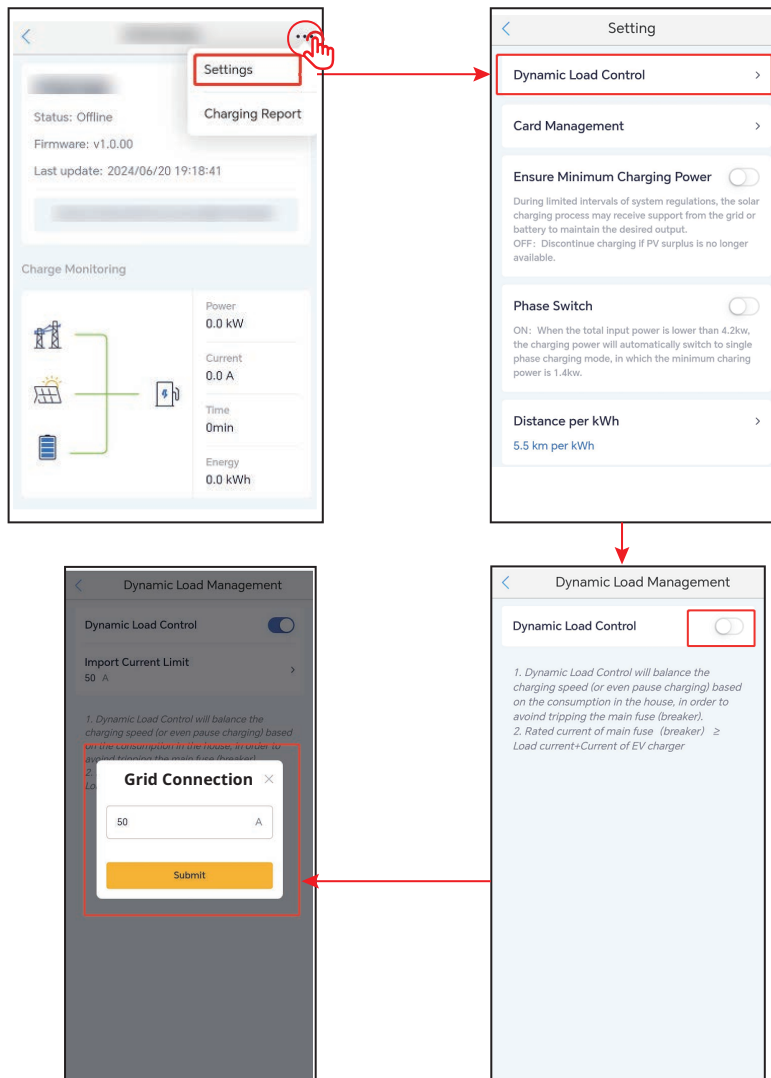 Settings
Charging Report
Status: Offline
Firmware: v1.0.00
Last update: 2024/06/20 19:18:41
Charge Monitoring
Power
0.0 kW
Current
0.0 A
Time
0min
Energy
0.0 kWh
Setting
Dynamic Load Control
Card Management
Ensure Minimum Charging Power
During limited intervals of system regulations, the solar
charging process may receive support from the grid or
battery to maintain the desired output.
OFF: Discontinue charging if PV surplus is no longer
available.
Phase Switch
ON: When the total input power is lower than 4.2kw,
the charging power will automatically switch to single
phase charging mode, in which the minimum charing
power is 1.4kw.
Distance per kWh
5.5 km per kWh
Dynamic Load Management
Dynamic Load Control
Import Current Limit
50 A
1. Dynamic Load Control will balance the
charging speed (or even pause charging) based
on the consumption in the house, in order to
avoind tripping the main fuse (breaker).
2.
Lo
Grid Connection
50 A
Submit
Dynamic Load Management
Dynamic Load Control
1. Dynamic Load Control will balance the
charging speed (or even pause charging) based
on the consumption in the house, in order to
avoind tripping the main fuse (breaker).
2. Rated current of main fuse (breaker) ≥
Load current+Current of EV charger